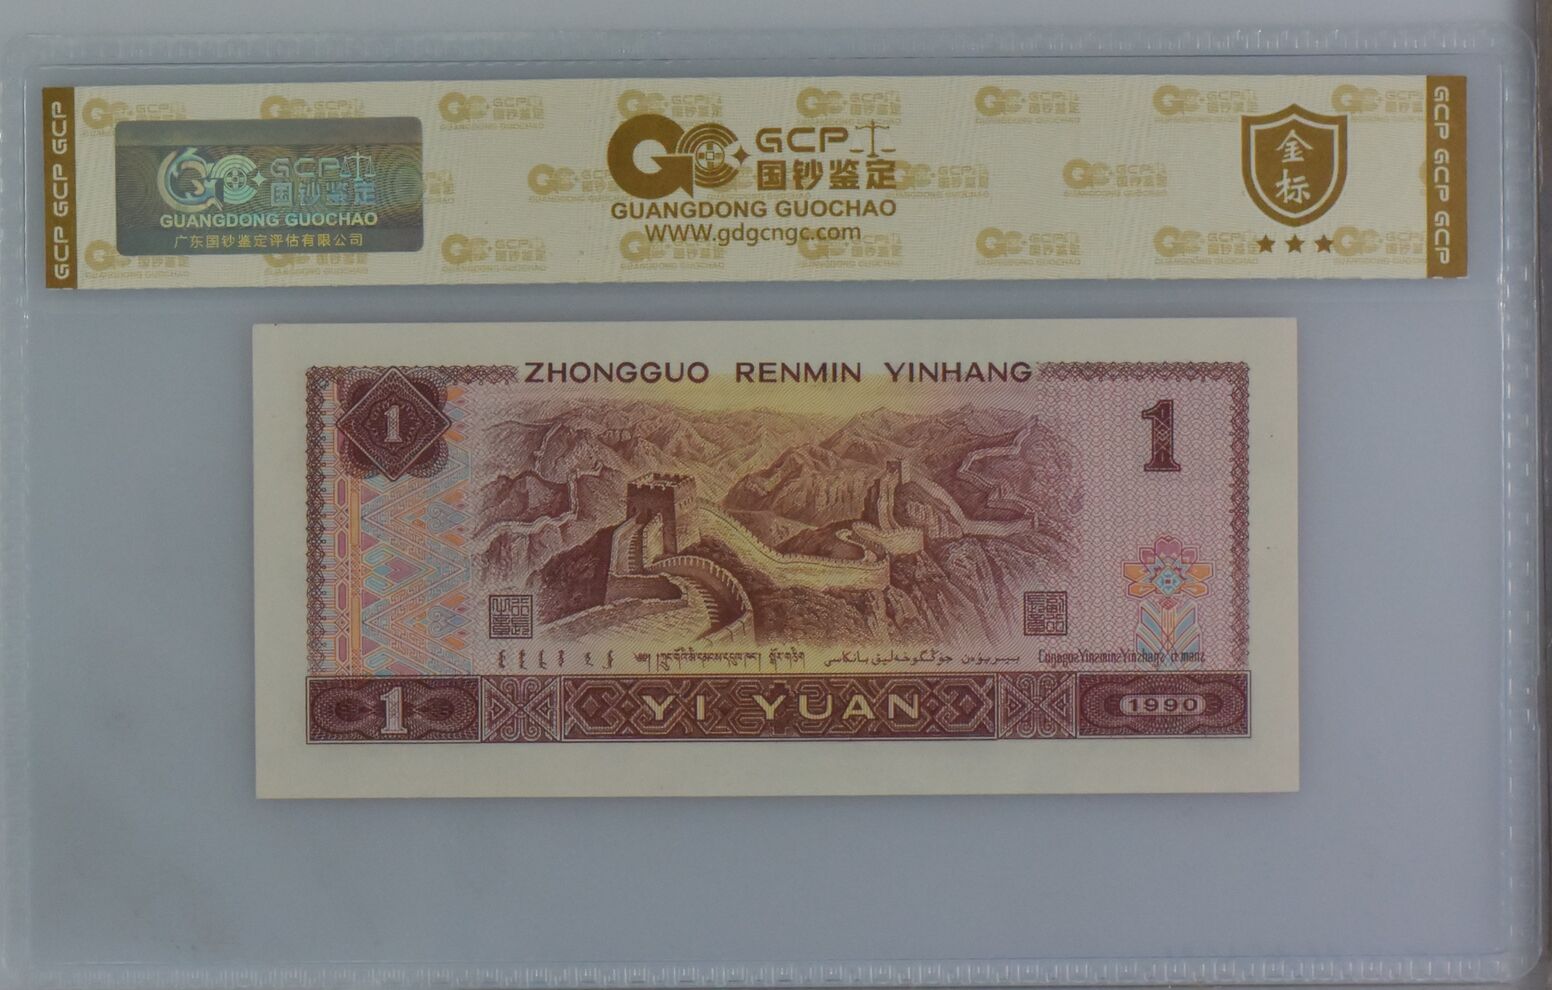 GCP GCP GCP
GCP 国钞鉴定
GUANGDONG GUOCHAO
广东国钞鉴定评估有限公司
GCP
国钞鉴定
GUANGDONG GUOCHAO
WWW.gdgcngc.com
金标
★★★
GCP GCP GCP
ZHONGGUO RENMIN YINHANG
1
1
1
YI YUAN
1990